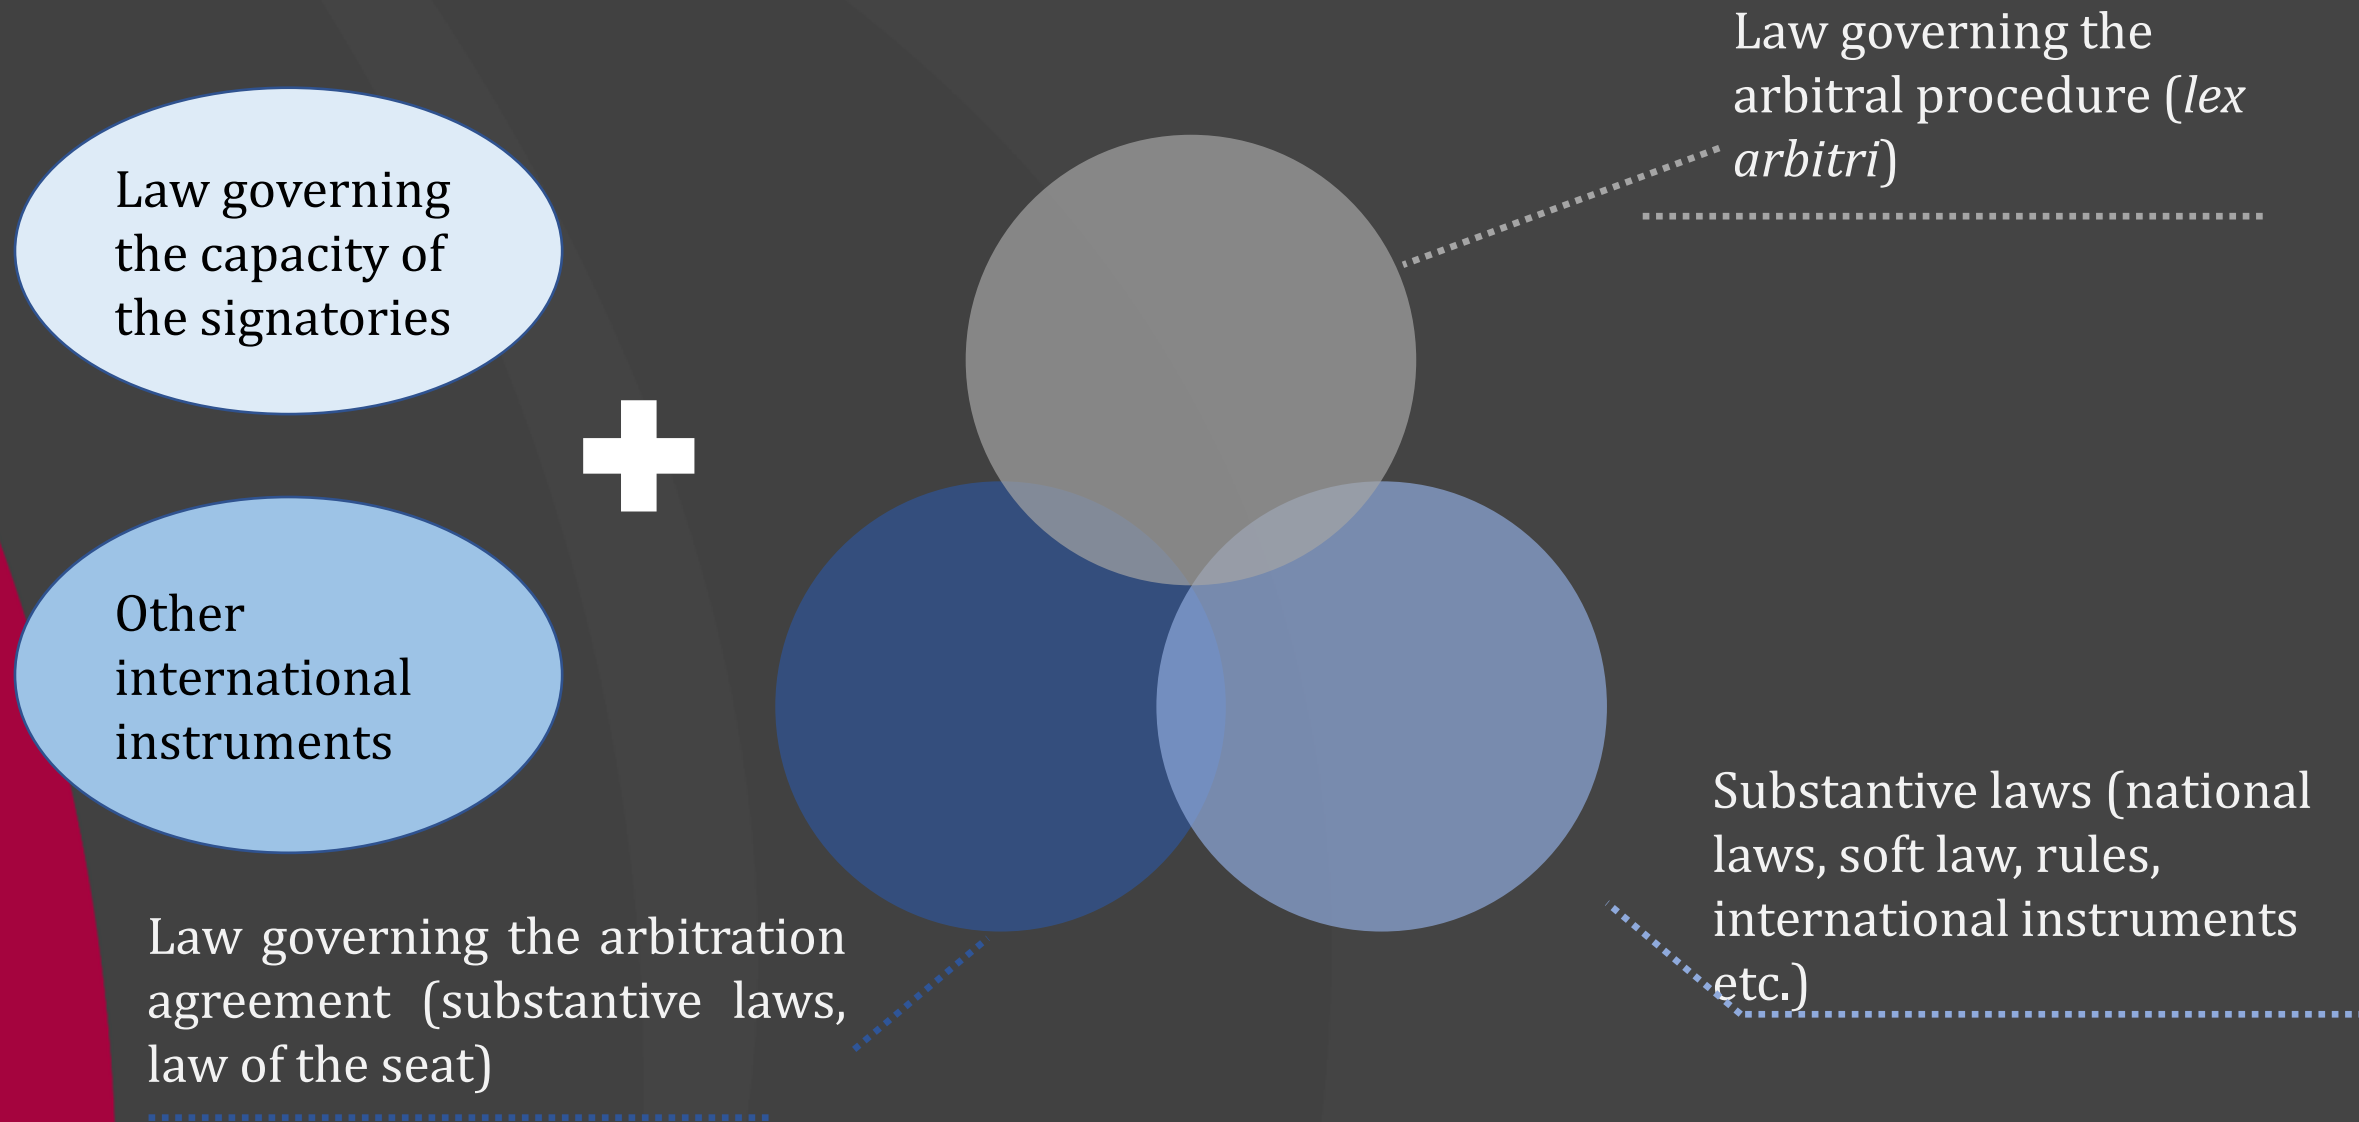 Law governing the
arbitral procedure (lex
arbitri)
Law governing
the capacity of
the signatories
Other
international
instruments
Substantive laws (national
laws, soft law, rules,
international instruments
etc.)
Law governing the arbitration
agreement (substantive laws,
law of the seat)